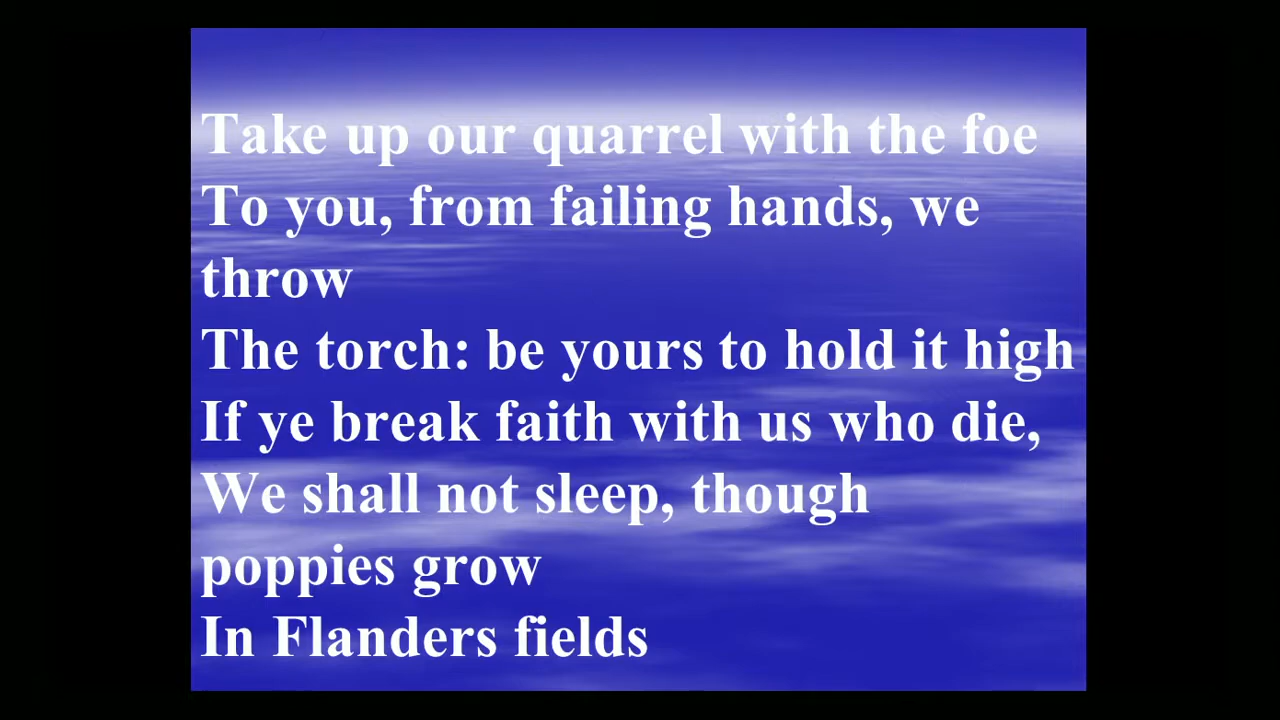 Take up our quarrel with the foe
To you, from failing hands, we
throw
The torch: be yours to hold it high
If ye break faith with us who die,
We shall not sleep, though
poppies grow
In Flanders fields